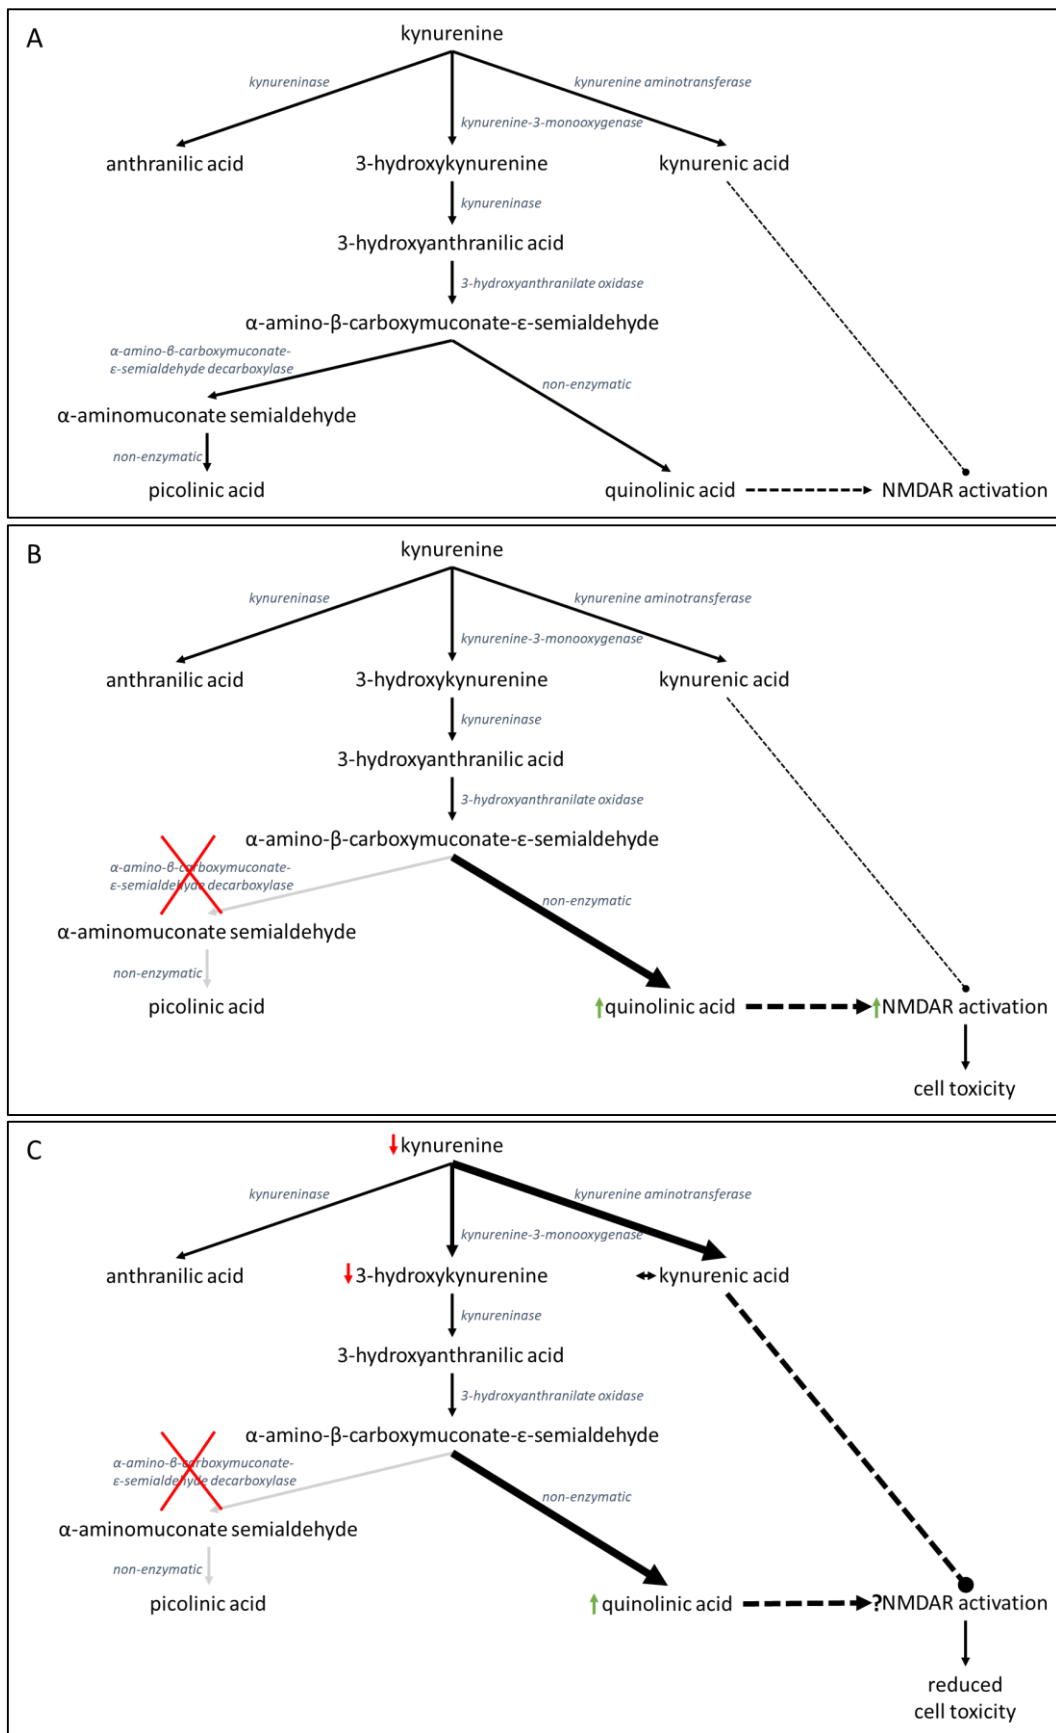 A
kynurenine
kynureninase
kynurenine aminotransferase
kynurenine-3-monooxygenase
anthranilic acid
3-hydroxykynurenine
kynurenic acid
kynureninase
3-hydroxyanthranilic acid
3-hydroxyanthranilate oxidase
α-amino-β-carboxymuconate-ε-semialdehyde
α-amino-β-carboxymuconate-
ε-semialdehyde decarboxylase
non-enzymatic
α-aminomuconate semialdehyde
non-enzymatic
picolinic acid
quinolinic acid
NMDAR activation
B
kynurenine
kynureninase
kynurenine aminotransferase
kynurenine-3-monooxygenase
anthranilic acid
3-hydroxykynurenine
kynurenic acid
kynureninase
3-hydroxyanthranilic acid
3-hydroxyanthranilate oxidase
α-amino-β-carboxymuconate-ε-semialdehyde
α-amino-β-carboxymuconate-
ε-semialdehyde decarboxylase
non-enzymatic
α-aminomuconate semialdehyde
non-enzymatic
picolinic acid
quinolinic acid
NMDAR activation
cell toxicity
C
kynurenine
kynureninase
kynurenine aminotransferase
kynurenine-3-monooxygenase
anthranilic acid
3-hydroxykynurenine
kynurenic acid
kynureninase
3-hydroxyanthranilic acid
3-hydroxyanthranilate oxidase
α-amino-β-carboxymuconate-ε-semialdehyde
α-amino-β-carboxymuconate-
ε-semialdehyde decarboxylase
non-enzymatic
α-aminomuconate semialdehyde
non-enzymatic
picolinic acid
quinolinic acid
?NMDAR activation
reduced
cell toxicity